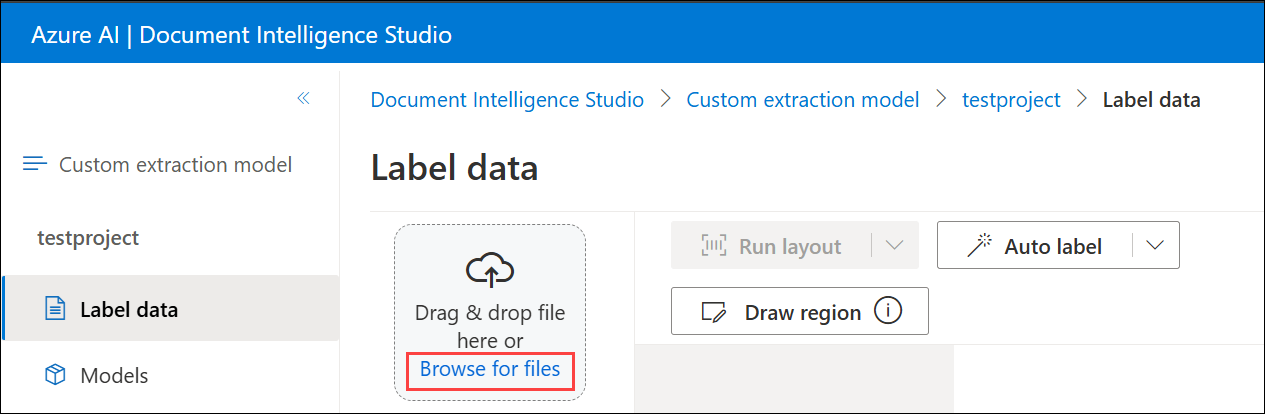 Azure AI | Document Intelligence Studio
Document Intelligence Studio > Custom extraction model > testproject > Label data
Custom extraction model
Label data
testproject
Label data
Models
Drag & drop file
here or
Browse for files
Run layout
Auto label
Draw region